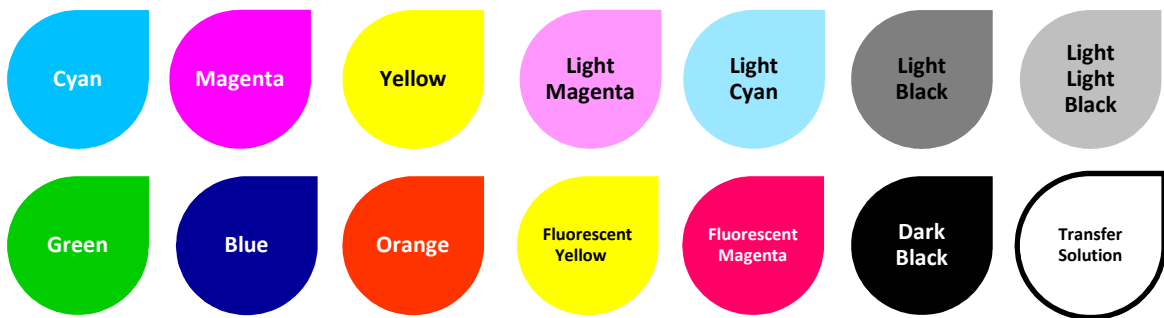 Cyan
Magenta
Yellow
Light
Magenta
Light
Cyan
Light
Black
Light
Light
Black
Green
Blue
Orange
Fluorescent
Yellow
Fluorescent
Magenta
Dark
Black
Transfer
Solution